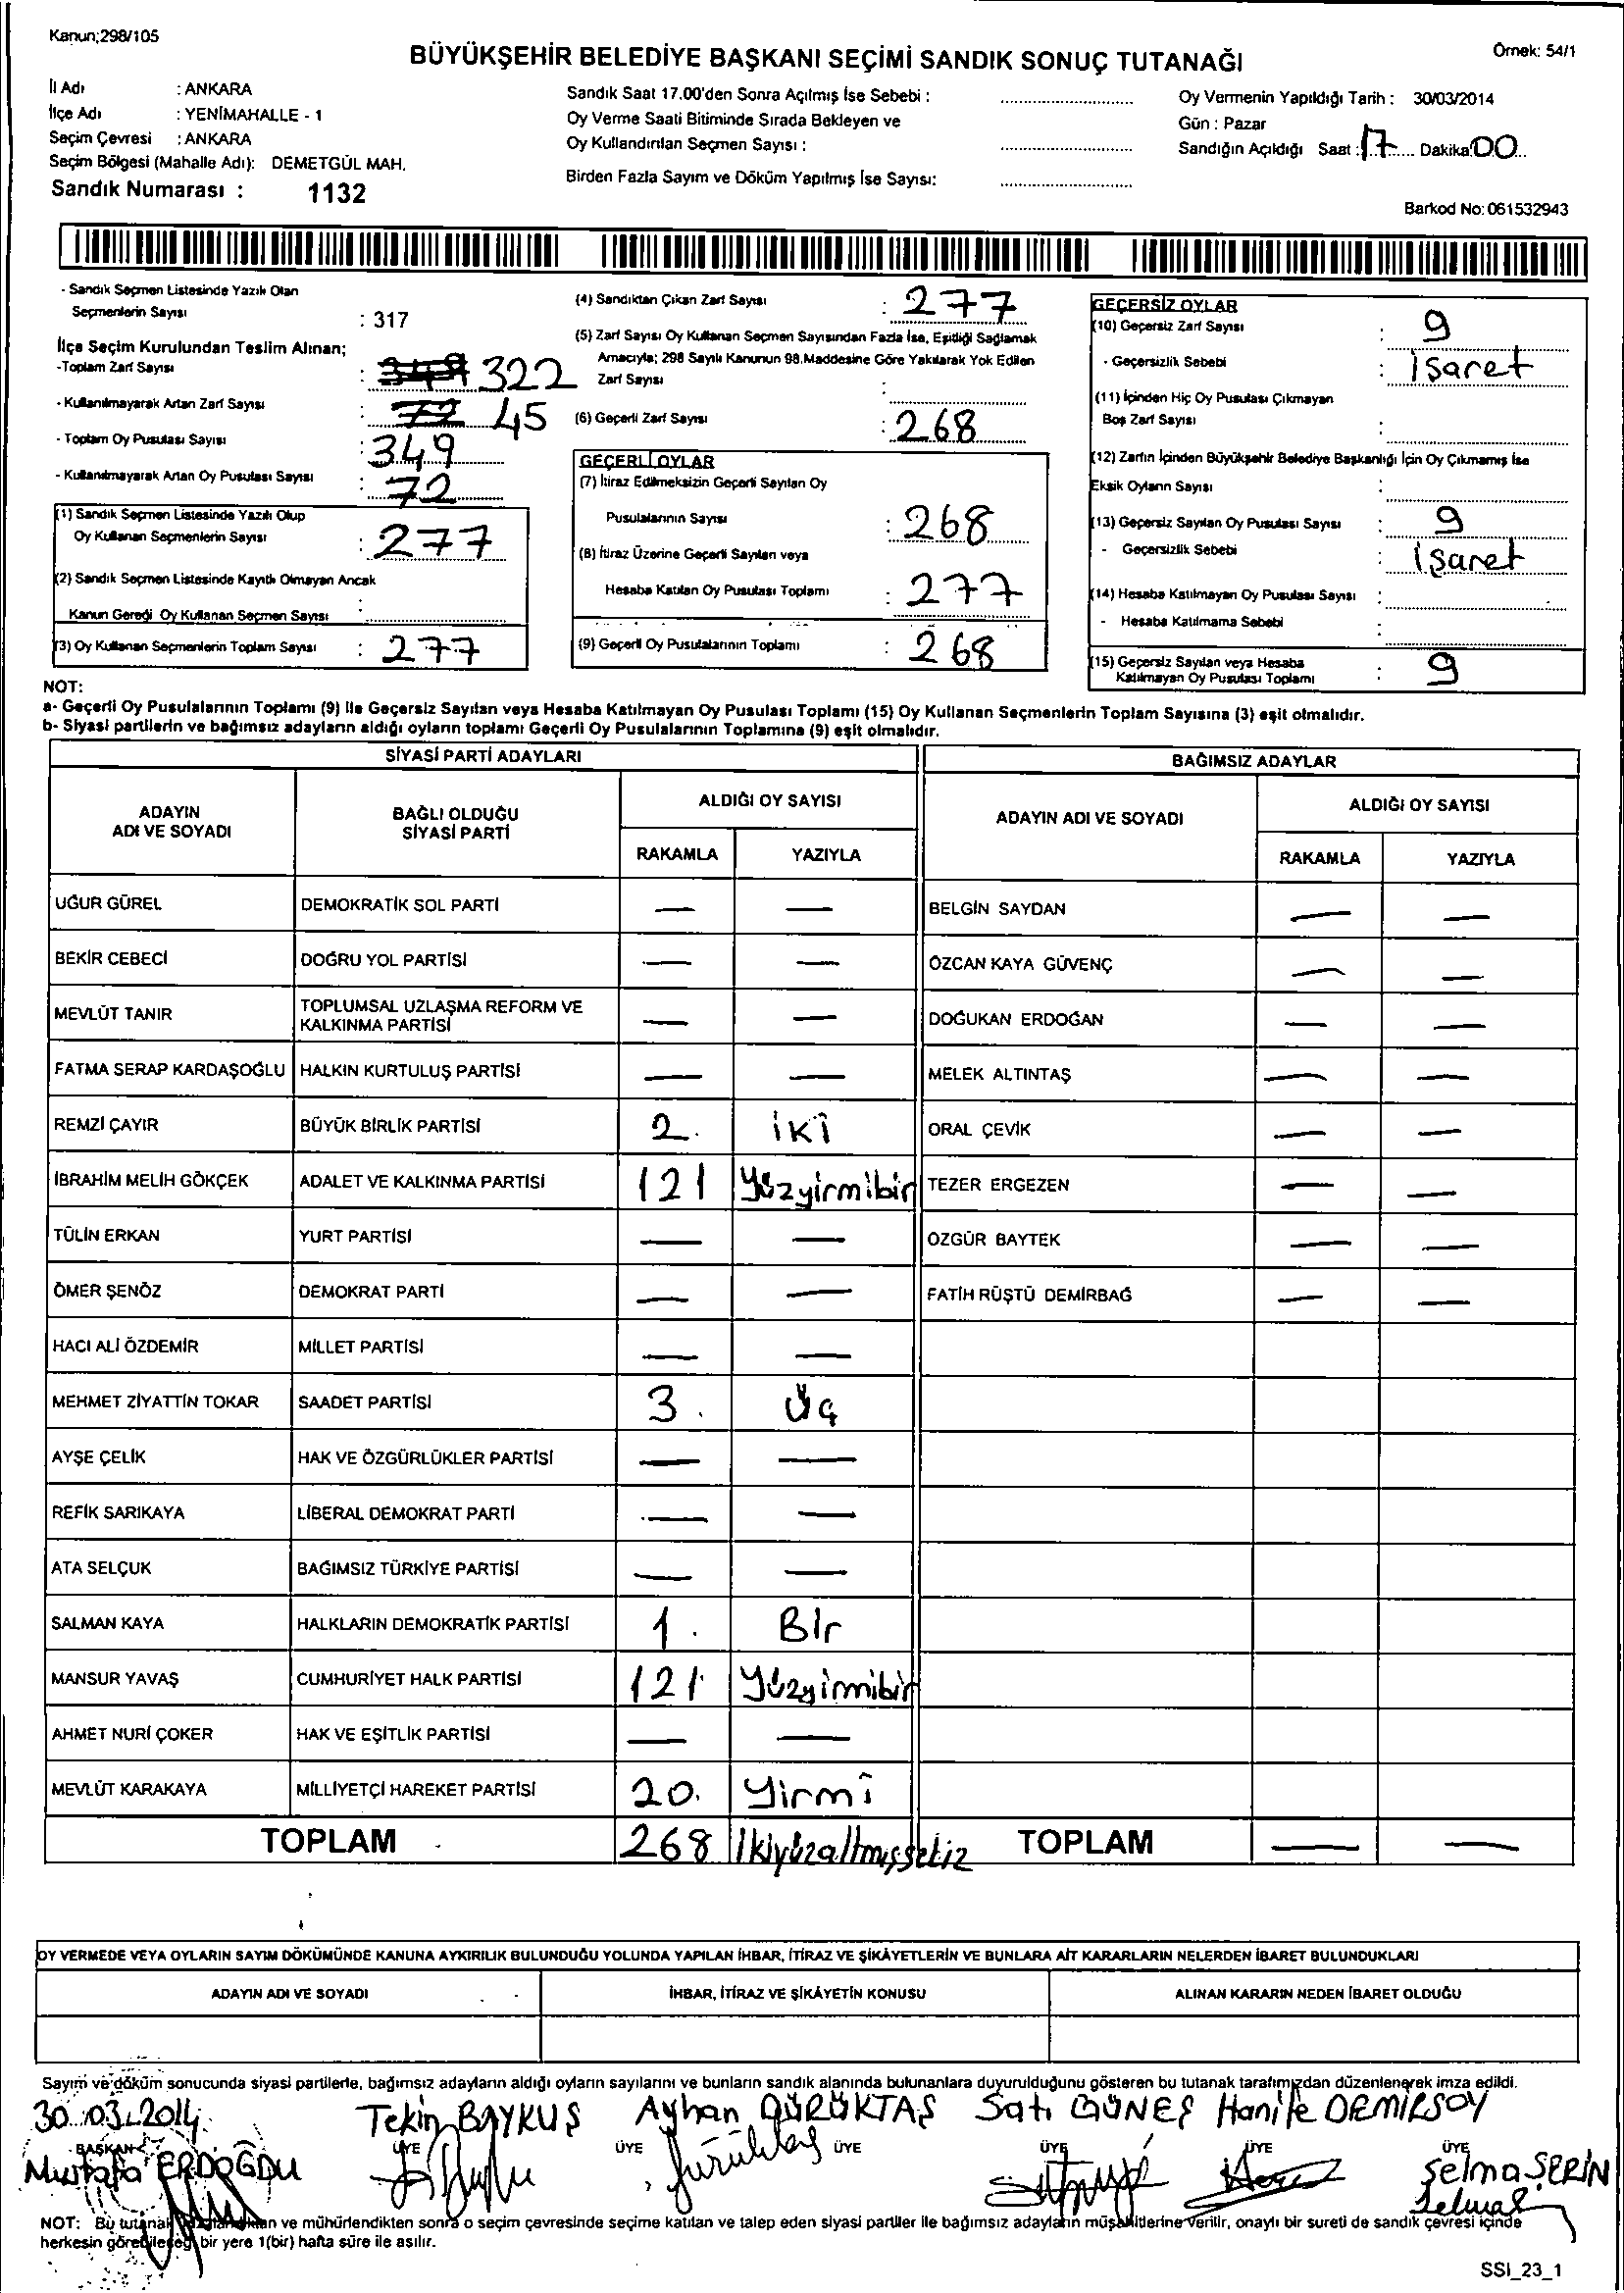 Kanun;298/105
BÜYÜKŞEHİR BELEDİYE BAŞKANI SEÇİMİ SANDIK SONUÇ TUTANAĞI
Örnek: 54/1
İl Adı : ANKARA
İlçe Adı : YENİMAHALLE - 1
Seçim Çevresi : ANKARA
Seçim Bölgesi (Mahalle Adı): DEMETGÜL MAH.
Sandık Numarası : 1132
Sandık Saat 17.00'den Sonra Açılmış İse Sebebi :
Oy Verme Saati Bitiminde Sırada Bekleyen ve
Oy Kullandırılan Seçmen Sayısı :
Birden Fazla Sayım ve Döküm Yapılmış İse Sayısı:
Oy Vermenin Yapıldığı Tarih : 30/03/2014
Gün : Pazar
Sandığın Açıldığı Saat : 17 Dakika 00
Barkod No: 061532943
- Sandık Seçmen Listesinde Yazılı Olan
Seçmenlerin Sayısı : 317
İlçe Seçim Kurulundan Teslim Alınan;
-Toplam Zarf Sayısı : 349 322
- Kullanılmayarak Artan Zarf Sayısı : 72 45
- Toplam Oy Pusulası Sayısı : 349
- Kullanılmayarak Artan Oy Pusulası Sayısı : 72
(1) Sandık Seçmen Listesinde Yazılı Olup
Oy Kullanan Seçmenlerin Sayısı : 277
(2) Sandık Seçmen Listesinde Kayıtlı Olmayan Ancak
Kanun Gereği Oy Kullanan Seçmen Sayısı :
(3) Oy Kullanan Seçmenlerin Toplam Sayısı : 277
(4) Sandıktan Çıkan Zarf Sayısı : 277
(5) Zarf Sayısı Oy Kullanan Seçmen Sayısından Fazla İse, Eşitliği Sağlamak
Amacıyla; 298 Sayılı Kanunun 98.Maddesine Göre Yakılarak Yok Edilen
Zarf Sayısı :
(6) Geçerli Zarf Sayısı : 268
GEÇERLİ OYLAR
(7) İtiraz Edilmeksizin Geçerli Sayılan Oy
Pusulalarının Sayısı : 268
(8) İtiraz Üzerine Geçerli Sayılan veya
Hesaba Katılan Oy Pusulası Toplamı : 277
(9) Geçerli Oy Pusulalarının Toplamı : 268
GEÇERSİZ OYLAR
(10) Geçersiz Zarf Sayısı : 9
- Geçersizlik Sebebi : işaret
(11) İçinden Hiç Oy Pusulası Çıkmayan
Boş Zarf Sayısı :
(12) Zarfın İçinden Büyükşehir Belediye Başkanlığı İçin Oy Çıkmamış İse
Eksik Oyların Sayısı :
(13) Geçersiz Sayılan Oy Pusulası Sayısı : 9
- Geçersizlik Sebebi : işaret
(14) Hesaba Katılmayan Oy Pusulası Sayısı :
- Hesaba Katılmama Sebebi :
(15) Geçersiz Sayılan veya Hesaba
Katılmayan Oy Pusulası Toplamı : 9
NOT:
a- Geçerli Oy Pusulalarının Toplamı (9) ile Geçersiz Sayılan veya Hesaba Katılmayan Oy Pusulası Toplamı (15) Oy Kullanan Seçmenlerin Toplam Sayısına (3) eşit olmalıdır.
b- Siyasi partilerin ve bağımsız adayların aldığı oyların toplamı Geçerli Oy Pusulalarının Toplamına (9) eşit olmalıdır.
SİYASİ PARTİ ADAYLARI
BAĞIMSIZ ADAYLAR
ADAYIN ADI VE SOYADI
BAĞLI OLDUĞU SİYASİ PARTİ
ALDIĞI OY SAYISI
RAKAMLA YAZIYLA
ADAYIN ADI VE SOYADI
ALDIĞI OY SAYISI
RAKAMLA YAZIYLA
UĞUR GÜREL DEMOKRATİK SOL PARTİ — — BELGİN SAYDAN — —
BEKİR CEBECİ DOĞRU YOL PARTİSİ — — ÖZCAN KAYA GÜVENÇ — —
MEVLÜT TANIR TOPLUMSAL UZLAŞMA REFORM VE KALKINMA PARTİSİ — — DOĞUKAN ERDOĞAN — —
FATMA SERAP KARDAŞOĞLU HALKIN KURTULUŞ PARTİSİ — — MELEK ALTINTAŞ — —
REMZİ ÇAYIR BÜYÜK BİRLİK PARTİSİ 2. iki ORAL ÇEVİK — —
İBRAHİM MELİH GÖKÇEK ADALET VE KALKINMA PARTİSİ 121 Yüzyirmibir TEZER ERGEZEN — —
TÜLİN ERKAN YURT PARTİSİ — — ÖZGÜR BAYTEK — —
ÖMER ŞENÖZ DEMOKRAT PARTİ — — FATİH RÜŞTÜ DEMİRBAĞ — —
HACI ALİ ÖZDEMİR MİLLET PARTİSİ — —
MEHMET ZİYATTİN TOKAR SAADET PARTİSİ 3. Üç
AYŞE ÇELİK HAK VE ÖZGÜRLÜKLER PARTİSİ — —
REFİK SARIKAYA LİBERAL DEMOKRAT PARTİ — —
ATA SELÇUK BAĞIMSIZ TÜRKİYE PARTİSİ — —
SALMAN KAYA HALKLARIN DEMOKRATİK PARTİSİ 1. Bir
MANSUR YAVAŞ CUMHURİYET HALK PARTİSİ 121 Yüzyirmibir
AHMET NURİ ÇOKER HAK VE EŞİTLİK PARTİSİ — —
MEVLÜT KARAKAYA MİLLİYETÇİ HAREKET PARTİSİ 20. Yirmi
TOPLAM 268 İkiyüzaltmışsekiz TOPLAM — —
OY VERMEDE VEYA OYLARIN SAYIM DÖKÜMÜNDE KANUNA AYKIRILIK BULUNDUĞU YOLUNDA YAPILAN İHBAR, İTİRAZ VE ŞİKÂYETLERİN VE BUNLARA AİT KARARLARIN NELERDEN İBARET BULUNDUKLARI
ADAYIN ADI VE SOYADI İHBAR, İTİRAZ VE ŞİKÂYETİN KONUSU ALINAN KARARIN NEDEN İBARET OLDUĞU
Sayım ve döküm sonucunda siyasi partilerle, bağımsız adayların aldığı oyların sayılarını ve bunların sandık alanında bulunanlara duyurulduğunu gösteren bu tutanak tarafımızdan düzenlenerek imza edildi.
30.03.2014 Tekin BAYKUŞ Ayhan GÜRÜKTAŞ Satı GÜNEŞ Hanife DEMİRSOY
BAŞKAN ÜYE ÜYE ÜYE ÜYE ÜYE ÜYE
Mustafa ERDOĞDU Selma SERİN
NOT: Bu tutanak ve mühürlendikten sonra o seçim çevresinde seçime katılan ve talep eden siyasi partiler ile bağımsız adayların müşahitlerine verilir, onaylı bir sureti de sandık çevresi içinde
herkesin görebileceği bir yere 1(bir) hafta süre ile asılır.
SSI_23_1